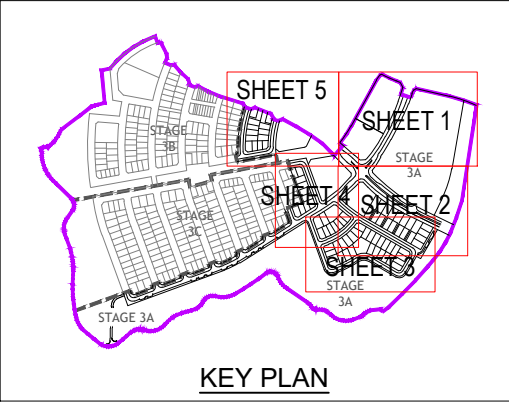 SHEET 5
SHEET 1
STAGE
3B
STAGE
3A
SHEET 4
SHEET 2
STAGE
3C
SHEET 3
STAGE
3A
STAGE 3A
KEY PLAN